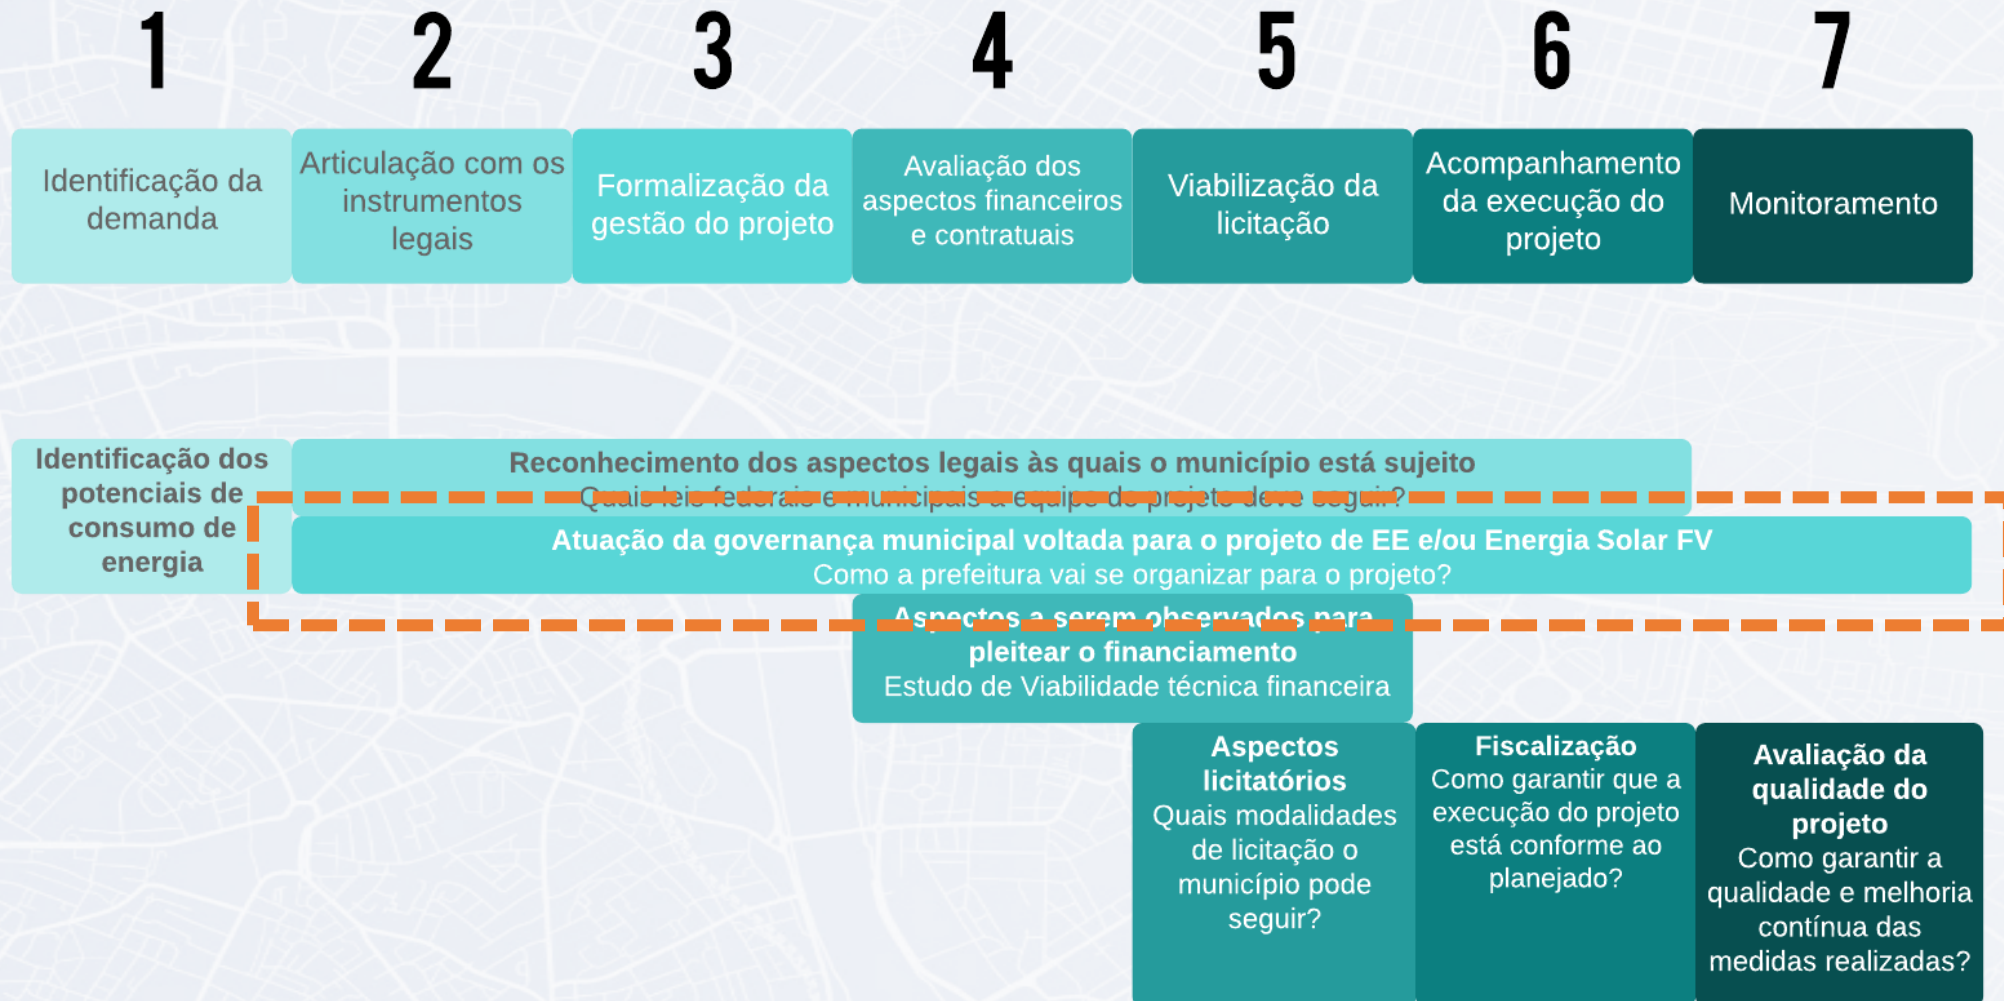 1
2
3
4
5
6
7
Identificação da
demanda
Articulação com os
instrumentos
legais
Formalização da
gestão do projeto
Avaliação dos
aspectos financeiros
e contratuais
Viabilização da
licitação
Acompanhamento
da execução do
projeto
Monitoramento
Identificação dos
potenciais de
consumo de
energia
Reconhecimento dos aspectos legais às quais o município está sujeito
Quais leis federais e municipais a equipe do projeto deve seguir?
Atuação da governança municipal voltada para o projeto de EE e/ou Energia Solar FV
Como a prefeitura vai se organizar para o projeto?
Aspectos a serem observados para
pleitear o financiamento
Estudo de Viabilidade técnica financeira
Aspectos
licitatórios
Quais modalidades
de licitação o
município pode
seguir?
Fiscalização
Como garantir que a
execução do projeto
está conforme ao
planejado?
Avaliação da
qualidade do
projeto
Como garantir a
qualidade e melhoria
contínua das
medidas realizadas?